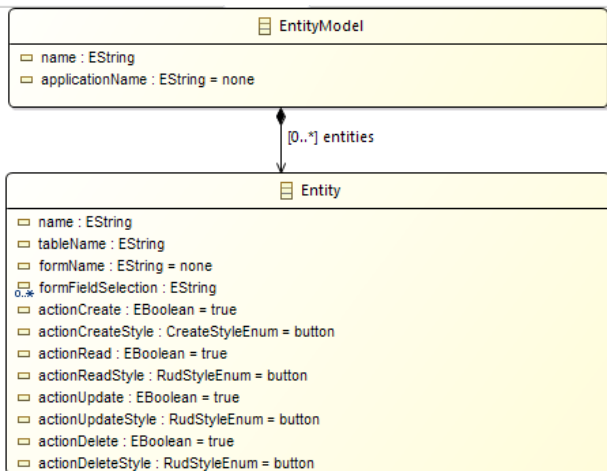 EntityModel
name : EString
applicationName : EString = none
[0..*] entities
Entity
name : EString
tableName : EString
formName : EString = none
0..* formFieldSelection : EString
actionCreate : EBoolean = true
actionCreateStyle : CreateStyleEnum = button
actionRead : EBoolean = true
actionReadStyle : RudStyleEnum = button
actionUpdate : EBoolean = true
actionUpdateStyle : RudStyleEnum = button
actionDelete : EBoolean = true
actionDeleteStyle : RudStyleEnum = button